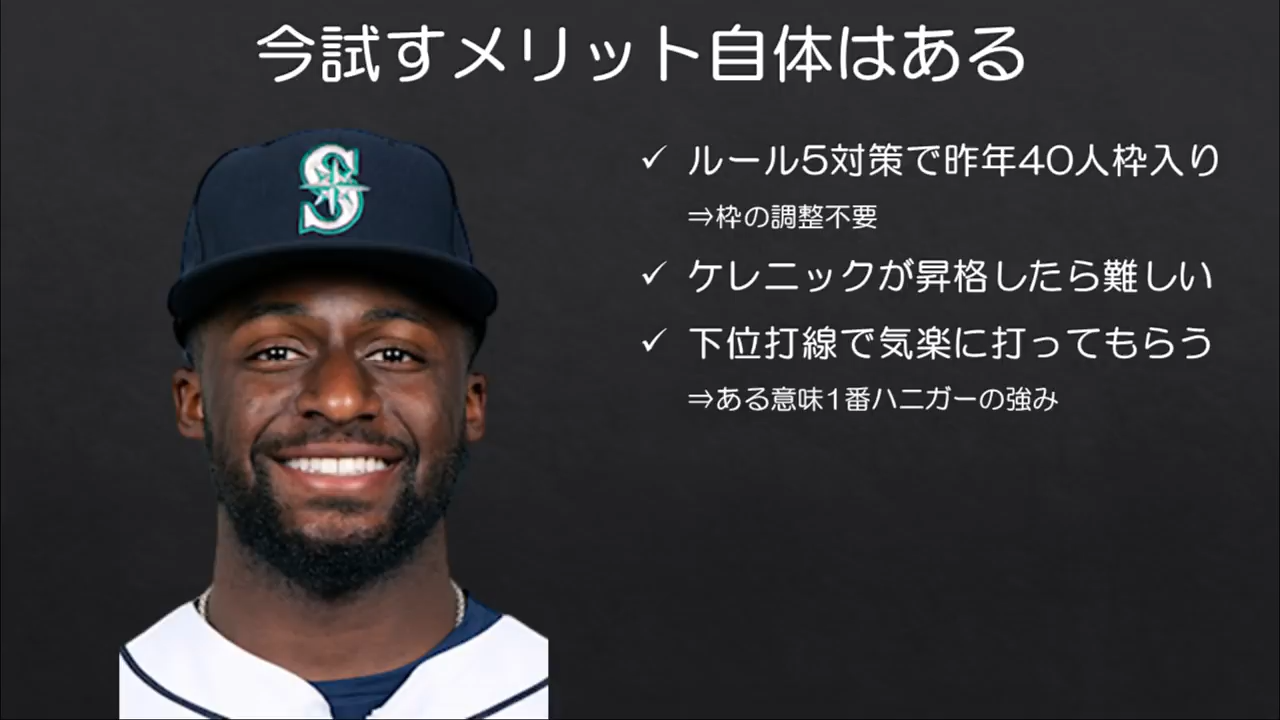 今試すメリット自体はある
S
✓ ルール5対策で昨年40人枠入り
⇒枠の調整不要
✓ ケレニックが昇格したら難しい
✓ 下位打線で気楽に打ってもらう
⇒ある意味1番ハニガーの強み